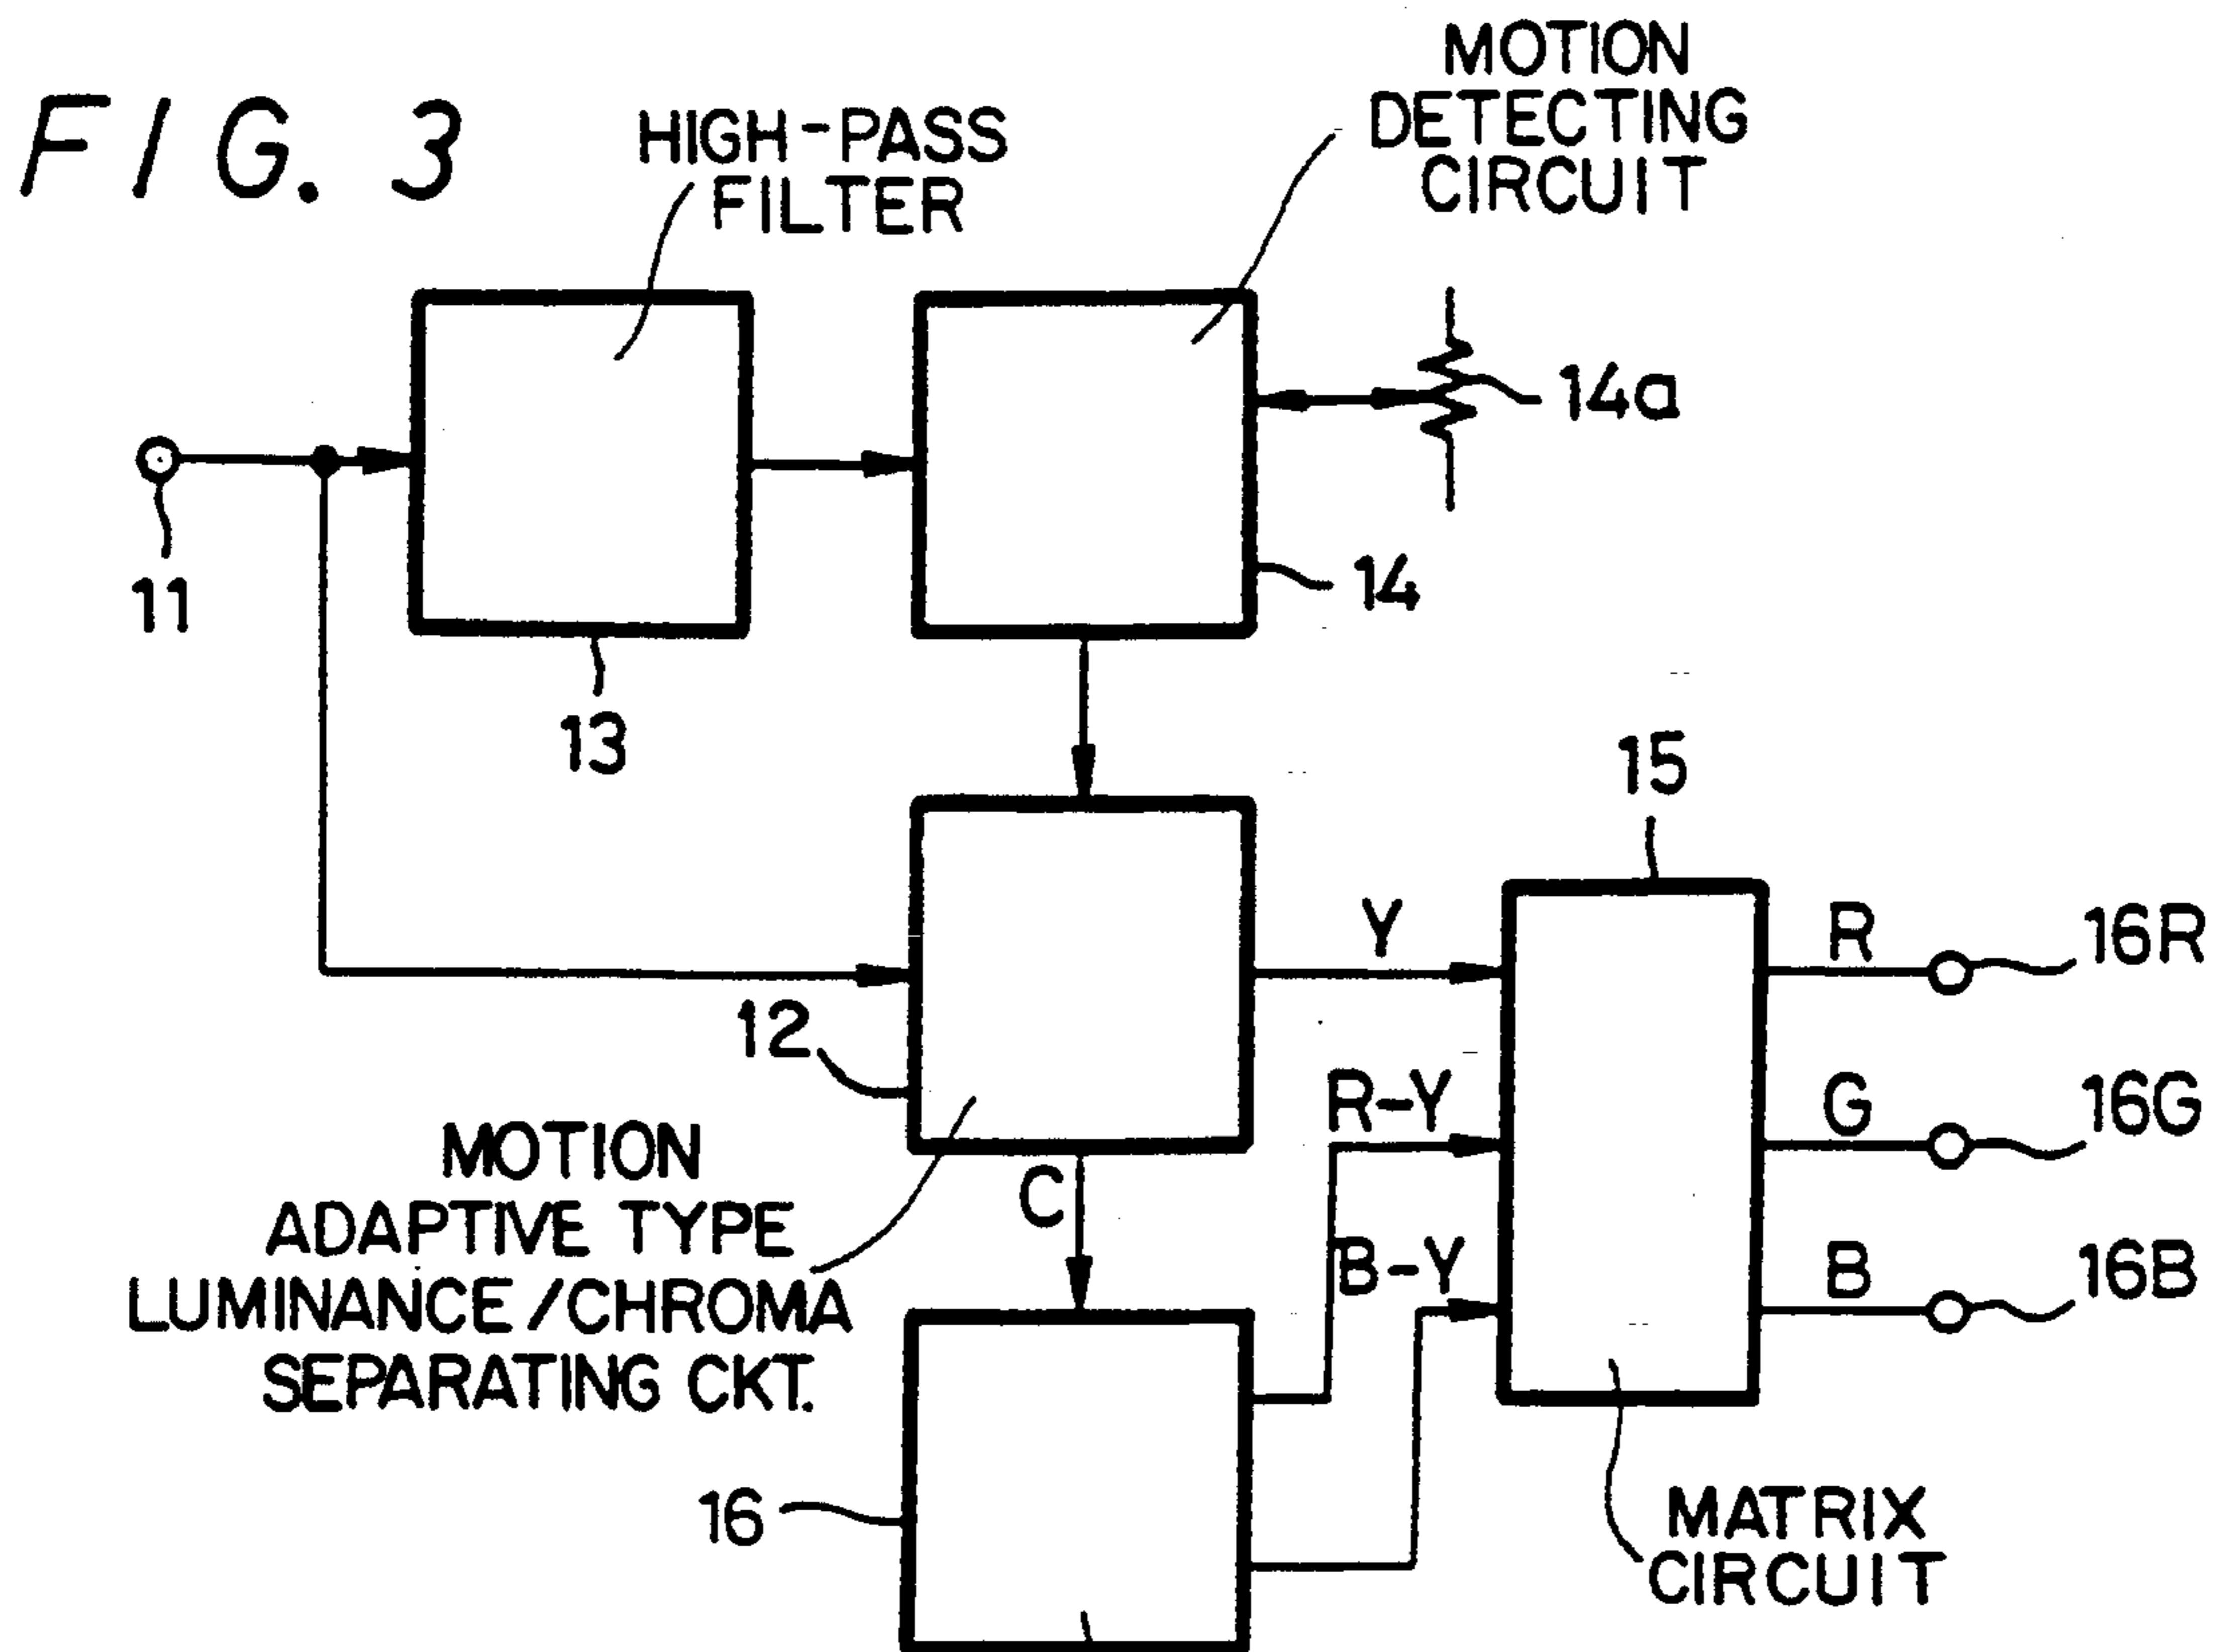 FIG. 3
HIGH-PASS
FILTER
MOTION
DETECTING
CIRCUIT
14a
11
13
14
15
12
Y
R
16R
R-Y
G
16G
MOTION
ADAPTIVE TYPE
LUMINANCE/CHROMA
SEPARATING CKT.
C
B-Y
B
16B
16
MATRIX
CIRCUIT